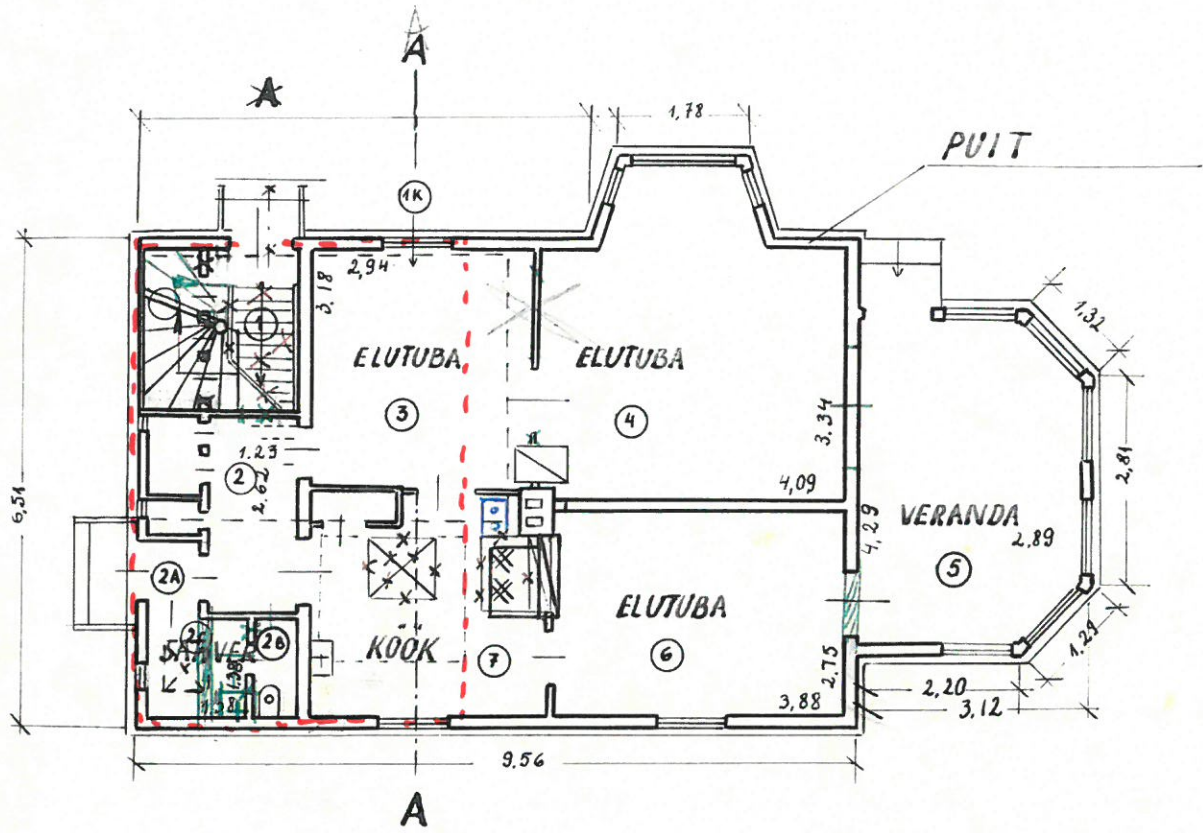 A
A
1,78
PUIT
1K
2,94
3,18
1,32
1
ELUTUBA
ELUTUBA
3
4
3.34
6,51
1.23
2
2.62
4,09
2,81
4,29
VERANDA
2.89
5
2A
ELUTUBA
2B
KÖÖK
7
6
2.75
1.29
3,88
2,20
3,12
9.56
A